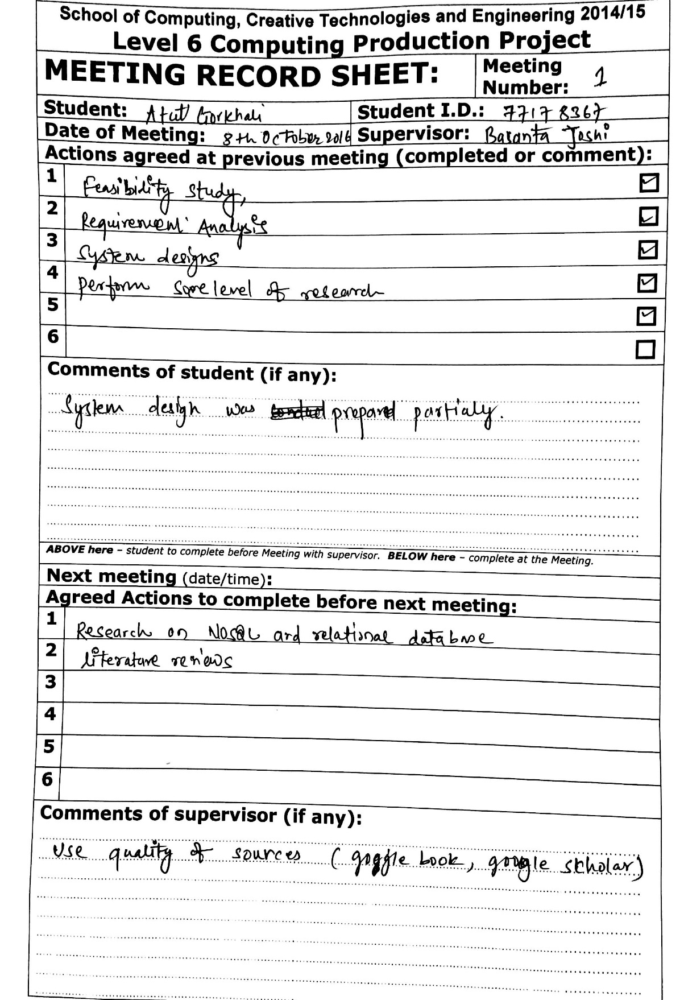 School of Computing, Creative Technologies and Engineering 2014/15
Level 6 Computing Production Project
MEETING RECORD SHEET:
Meeting Number: 1
Student: Atut Gorkhali
Student I.D.: 77178367
Date of Meeting: 8th October 2016
Supervisor: Basanta Joshi
Actions agreed at previous meeting (completed or comment):
1 Feasibility study,
2 Requirement Analysis
3 System designs
4 perform some level of research
5
6
Comments of student (if any):
System design was prepared partialy.
ABOVE here – student to complete before Meeting with supervisor. BELOW here – complete at the Meeting.
Next meeting (date/time):
Agreed Actions to complete before next meeting:
1 Research on NoSQL and relational database
2 literature reviews
3
4
5
6
Comments of supervisor (if any):
Use quality of sources (goggle book, google scholar)